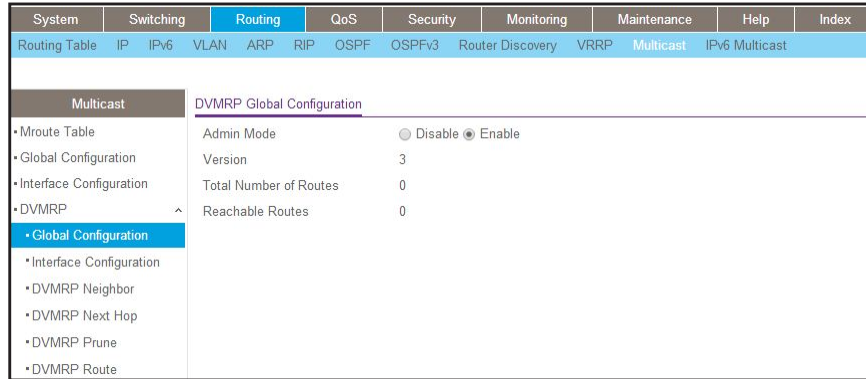 System Switching Routing QoS Security Monitoring Maintenance Help Index
Routing Table IP IPv6 VLAN ARP RIP OSPF OSPFv3 Router Discovery VRRP Multicast IPv6 Multicast
Multicast
Mroute Table
Global Configuration
Interface Configuration
DVMRP
Global Configuration
Interface Configuration
DVMRP Neighbor
DVMRP Next Hop
DVMRP Prune
DVMRP Route
DVMRP Global Configuration
Admin Mode Disable Enable
Version 3
Total Number of Routes 0
Reachable Routes 0